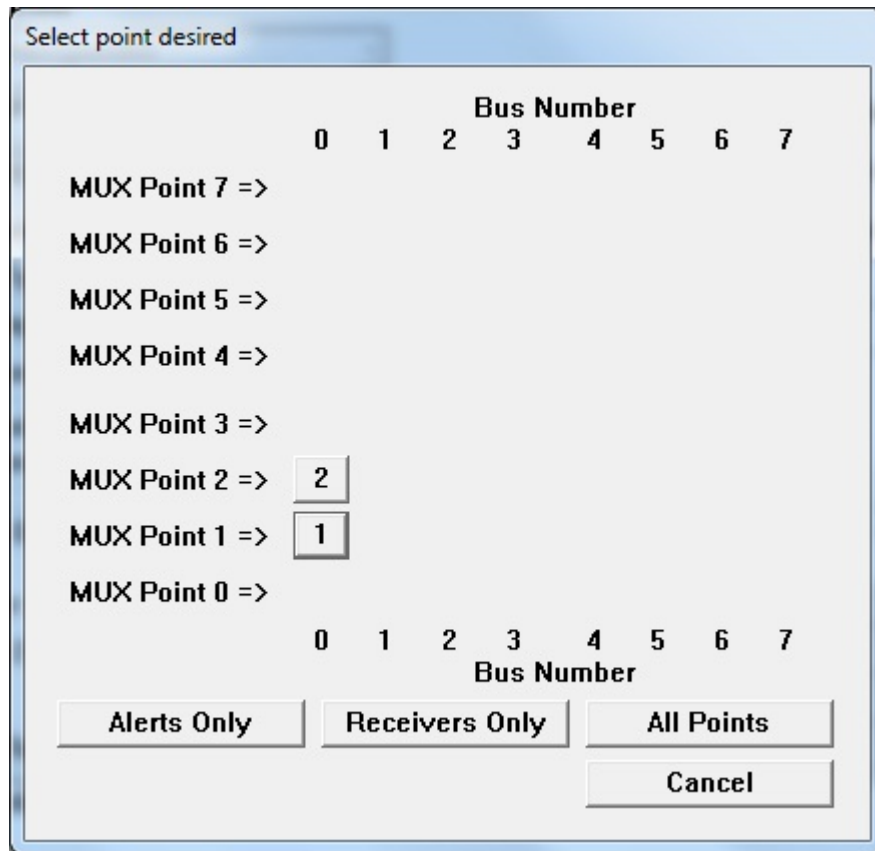 Select point desired
Bus Number
0 1 2 3 4 5 6 7
MUX Point 7 =>
MUX Point 6 =>
MUX Point 5 =>
MUX Point 4 =>
MUX Point 3 =>
MUX Point 2 => 2
MUX Point 1 => 1
MUX Point 0 =>
0 1 2 3 4 5 6 7
Bus Number
Alerts Only Receivers Only All Points
Cancel